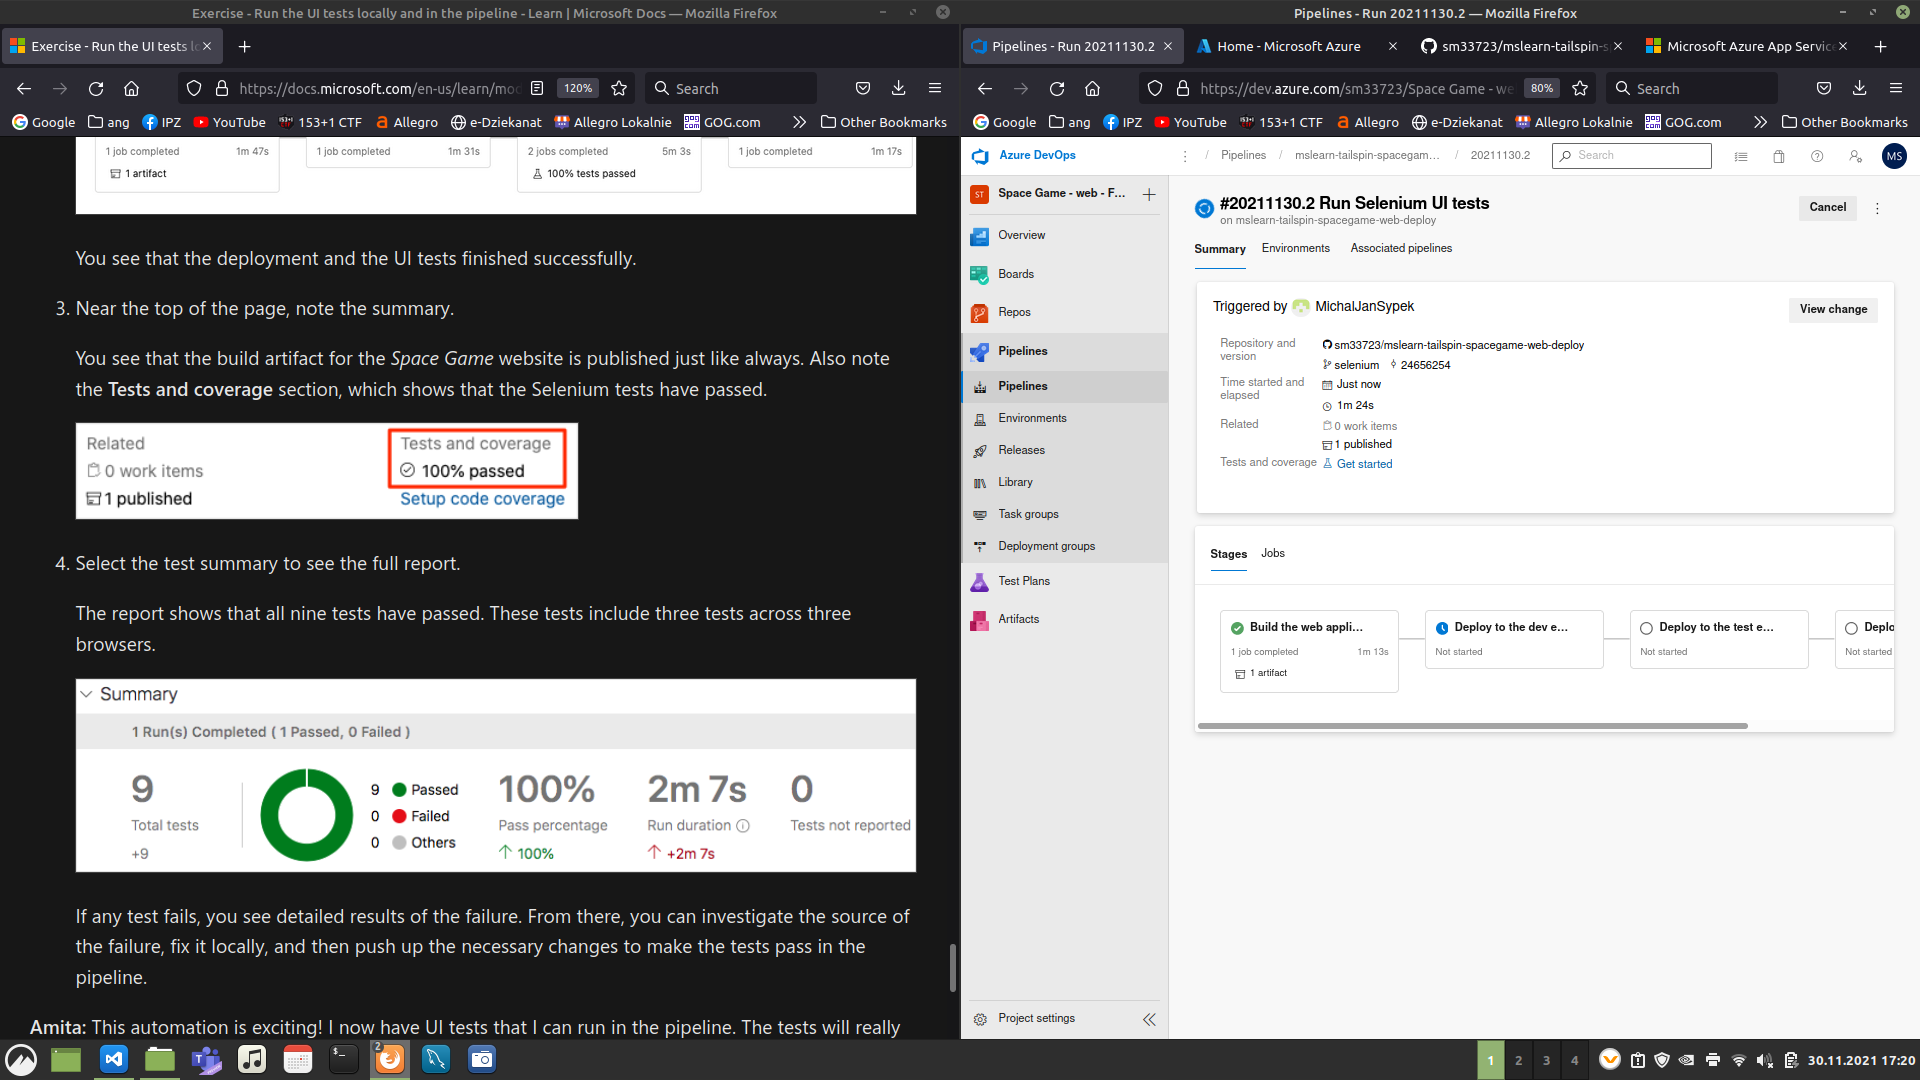 Exercise - Run the UI tests locally and in the pipeline - Learn | Microsoft Docs — Mozilla Firefox
Exercise - Run the UI tests lo
https://docs.microsoft.com/en-us/learn/mod
120%
Search
Google
ang
IPZ
YouTube
153+1 CTF
Allegro
e-Dziekanat
Allegro Lokalnie
GOG.com
Other Bookmarks
1 job completed 1m 47s
1 artifact
1 job completed 1m 31s
2 jobs completed 5m 3s
100% tests passed
1 job completed 1m 17s
You see that the deployment and the UI tests finished successfully.
3. Near the top of the page, note the summary.
You see that the build artifact for the Space Game website is published just like always. Also note
the Tests and coverage section, which shows that the Selenium tests have passed.
Related
0 work items
1 published
Tests and coverage
100% passed
Setup code coverage
4. Select the test summary to see the full report.
The report shows that all nine tests have passed. These tests include three tests across three
browsers.
Summary
1 Run(s) Completed ( 1 Passed, 0 Failed )
9
Total tests
+9
9 Passed
0 Failed
0 Others
100%
Pass percentage
100%
2m 7s
Run duration
+2m 7s
0
Tests not reported
If any test fails, you see detailed results of the failure. From there, you can investigate the source of
the failure, fix it locally, and then push up the necessary changes to make the tests pass in the
pipeline.
Amita: This automation is exciting! I now have UI tests that I can run in the pipeline. The tests will really
Pipelines - Run 20211130.2 — Mozilla Firefox
Pipelines - Run 20211130.2
Home - Microsoft Azure
sm33723/mslearn-tailspin-s
Microsoft Azure App Servic
https://dev.azure.com/sm33723/Space Game - we
80%
Search
Google
ang
IPZ
YouTube
153+1 CTF
Allegro
e-Dziekanat
Allegro Lokalnie
GOG.com
Other Bookmarks
Azure DevOps
/ Pipelines / mslearn-tailspin-spacegam... / 20211130.2
Search
MS
ST
Space Game - web - F...
Overview
Boards
Repos
Pipelines
Pipelines
Environments
Releases
Library
Task groups
Deployment groups
Test Plans
Artifacts
Project settings
#20211130.2 Run Selenium UI tests
on mslearn-tailspin-spacegame-web-deploy
Cancel
Summary
Environments
Associated pipelines
Triggered by MichalJanSypek
View change
Repository and version
sm33723/mslearn-tailspin-spacegame-web-deploy
selenium 24656254
Time started and elapsed
Just now
1m 24s
Related
0 work items
1 published
Tests and coverage
Get started
Stages
Jobs
Build the web appli...
1 job completed 1m 13s
1 artifact
Deploy to the dev e...
Not started
Deploy to the test e...
Not started
Deplo
Not started
2
1 2 3 4
30.11.2021 17:20